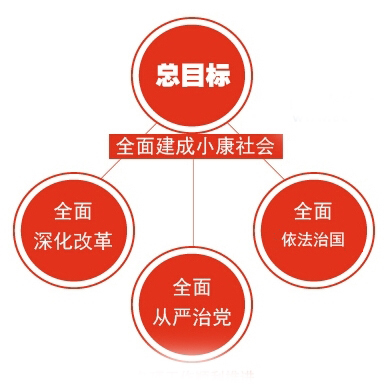 总目标
全面建成小康社会
全面
深化改革
全面
依法治国
全面
从严治党